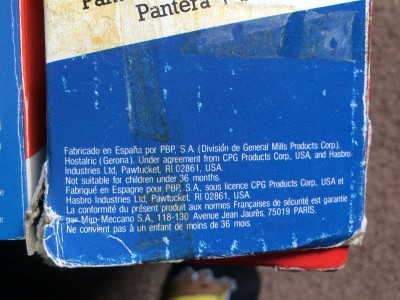 Pantera
Fabricado en España por PBP, S.A. (División de General Mills Products Corp.),
Hostalric (Gerona). Under agreement from CPG Products Corp., USA, and Hasbro
Industries Ltd, Pawtucket, RI 02861, USA.
Not suitable for children under 36 months.
Fabriqué en Espagne pour PBP, S.A., sous licence CPG Products Corp., USA et
Hasbro Industries Ltd, Pawtucket, RI 02861, USA.
La conformité du présent produit aux normes Françaises de sécurité est garantie
par Miro-Meccano S.A., 118-130 Avenue Jean Jaurès, 75019 PARIS.
Ne convient pas à un enfant de moins de 36 mois.